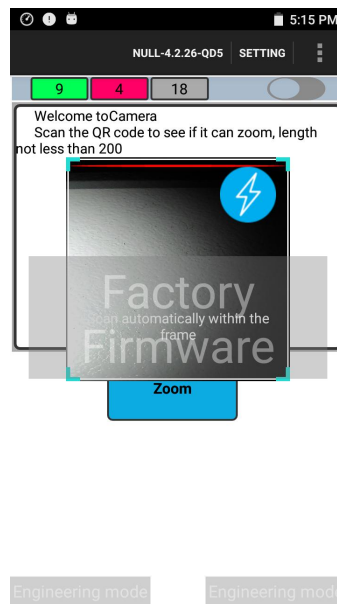 5:15 PM
NULL-4.2.26-QD5 SETTING
9 4 18
Welcome toCamera
Scan the QR code to see if it can zoom, length
not less than 200
Factory
Scan automatically within the
frame
Firmware
Zoom
Engineering mode Engineering mode